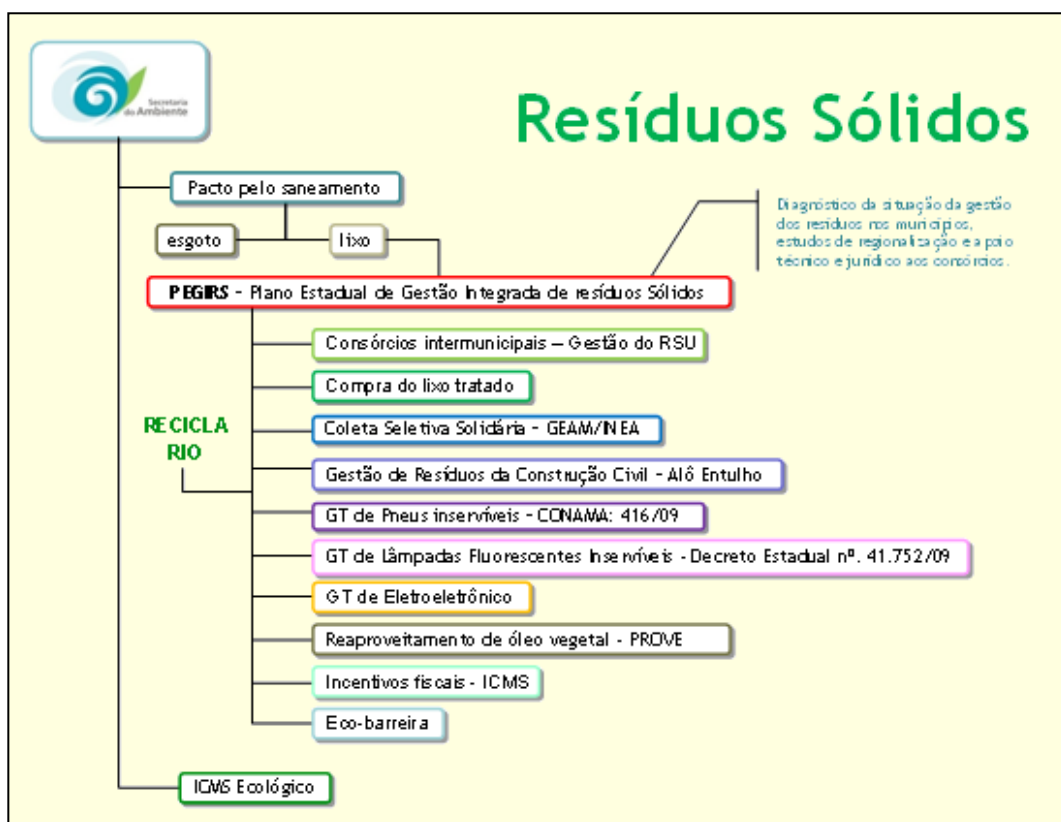 Secretaria
do Ambiente
Resíduos Sólidos
Pacto pelo saneamento
esgoto
lixo
Diagnóstico da situação da gestão
dos resíduos nos municípios,
estudos de regionalização e apoio
técnico e jurídico aos consórcios.
PEGIRS - Plano Estadual de Gestão Integrada de resíduos Sólidos
Consórcios intermunicipais – Gestão do RSU
Compra do lixo tratado
RECICLA
RIO
Coleta Seletiva Solidária - GEAM/INEA
Gestão de Resíduos da Construção Civil - Alô Entulho
GT de Pneus inservíveis - CONAMA: 416/09
GT de Lâmpadas Fluorescentes Inservíveis - Decreto Estadual nº. 41.752/09
GT de Eletroeletrônico
Reaproveitamento de óleo vegetal - PROVE
Incentivos fiscais - ICMS
Eco-barreira
ICMS Ecológico